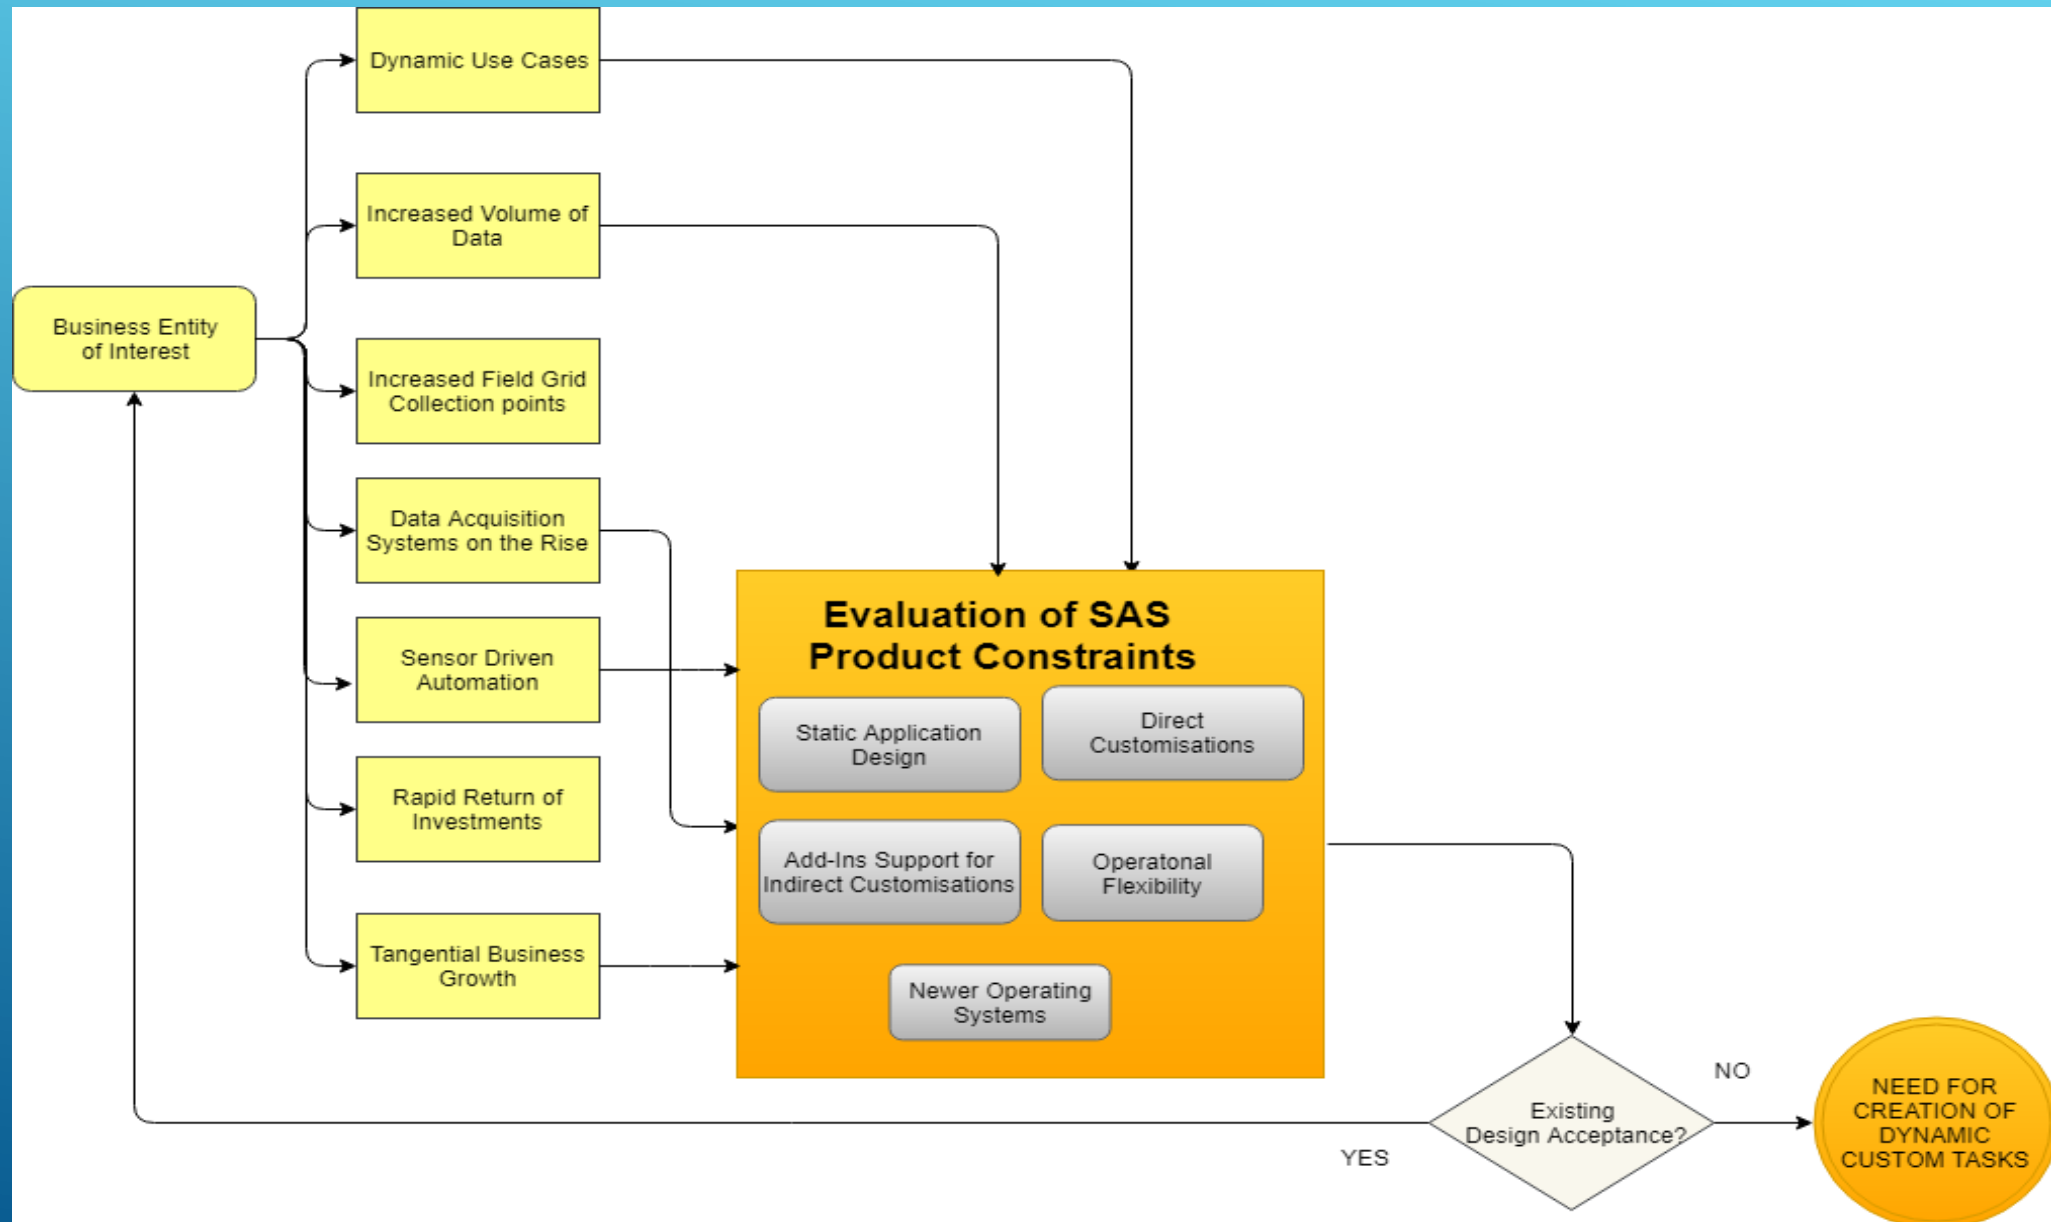 Dynamic Use Cases
Increased Volume of
Data
Business Entity
of Interest
Increased Field Grid
Collection points
Data Acquisition
Systems on the Rise
Sensor Driven
Automation
Rapid Return of
Investments
Tangential Business
Growth
Evaluation of SAS
Product Constraints
Static Application
Design
Direct
Customisations
Add-Ins Support for
Indirect Customisations
Operatonal
Flexibility
Newer Operating
Systems
Existing
Design Acceptance?
YES
NO
NEED FOR
CREATION OF
DYNAMIC
CUSTOM TASKS